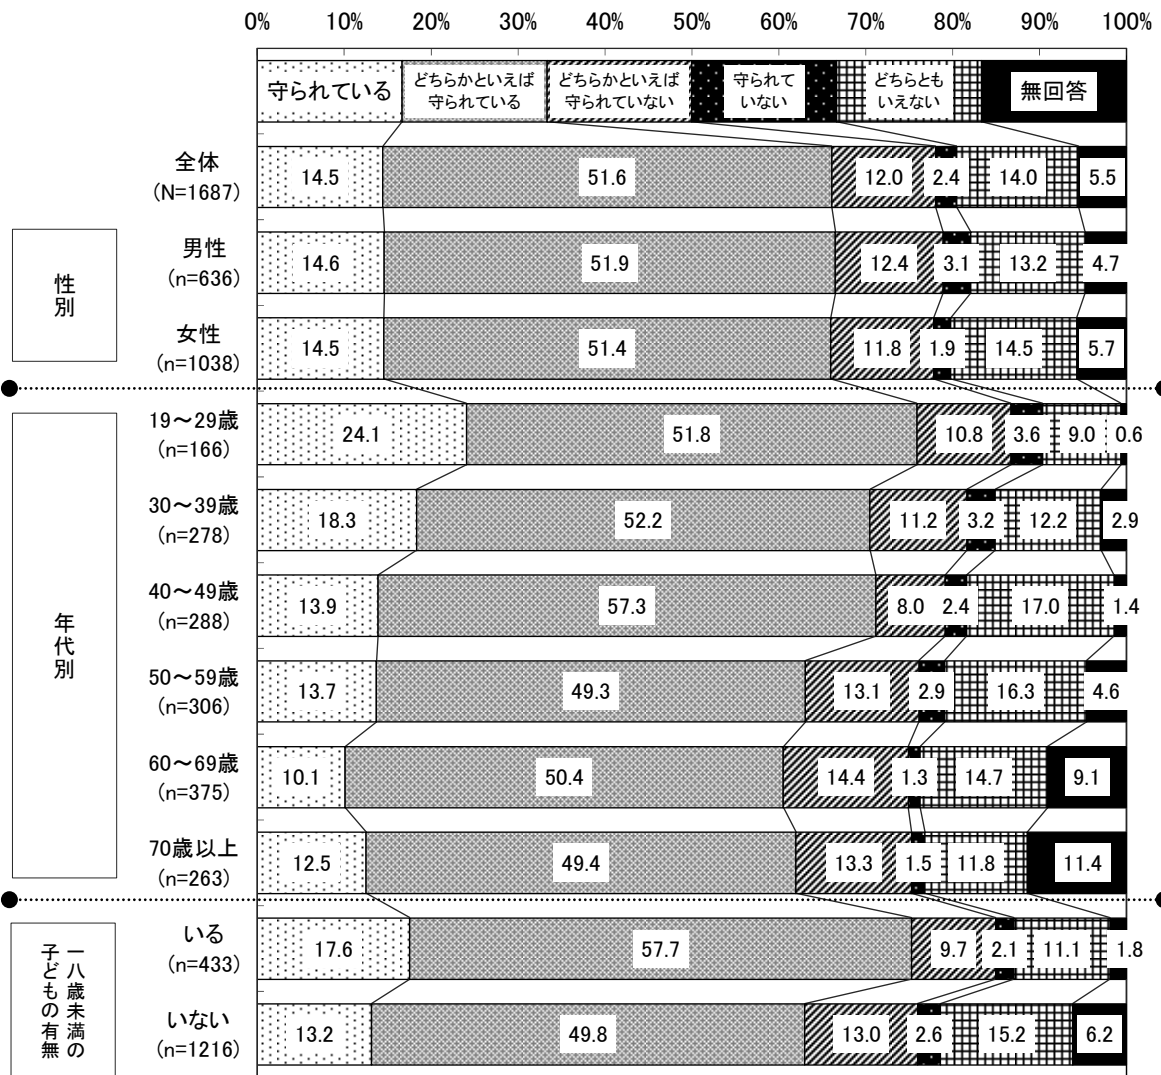 0% 10% 20% 30% 40% 50% 60% 70% 80% 90% 100%
守られている
どちらかといえば
守られている
どちらかといえば
守られていない
守られて
いない
どちらとも
いえない
無回答
全体
(N=1687)
14.5 51.6 12.0 2.4 14.0 5.5
性別
男性
(n=636)
14.6 51.9 12.4 3.1 13.2 4.7
女性
(n=1038)
14.5 51.4 11.8 1.9 14.5 5.7
年代別
19～29歳
(n=166)
24.1 51.8 10.8 3.6 9.0 0.6
30～39歳
(n=278)
18.3 52.2 11.2 3.2 12.2 2.9
40～49歳
(n=288)
13.9 57.3 8.0 2.4 17.0 1.4
50～59歳
(n=306)
13.7 49.3 13.1 2.9 16.3 4.6
60～69歳
(n=375)
10.1 50.4 14.4 1.3 14.7 9.1
70歳以上
(n=263)
12.5 49.4 13.3 1.5 11.8 11.4
一八歳未満の
子どもの有無
いる
(n=433)
17.6 57.7 9.7 2.1 11.1 1.8
いない
(n=1216)
13.2 49.8 13.0 2.6 15.2 6.2